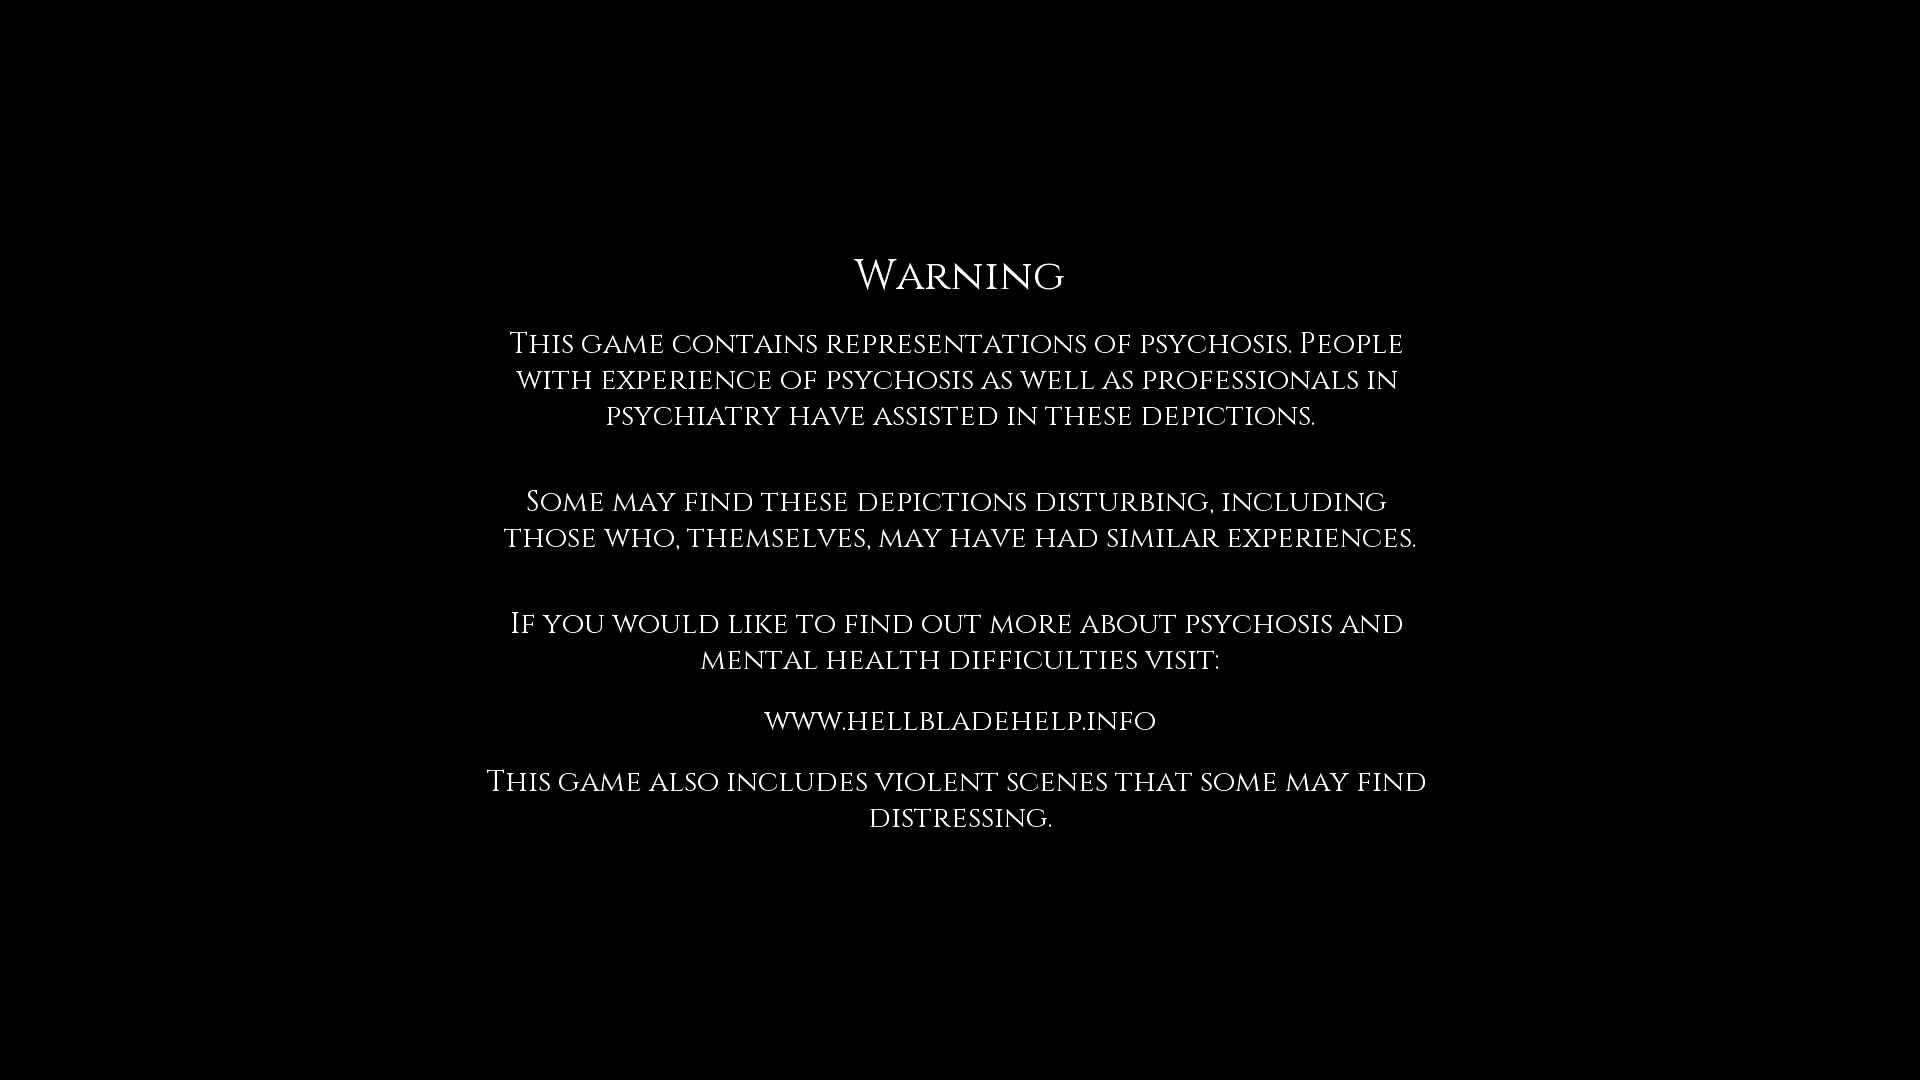 Warning
This game contains representations of psychosis. People
with experience of psychosis as well as professionals in
psychiatry have assisted in these depictions.
Some may find these depictions disturbing, including
those who, themselves, may have had similar experiences.
If you would like to find out more about psychosis and
mental health difficulties visit:
www.hellbladehelp.info
This game also includes violent scenes that some may find
distressing.